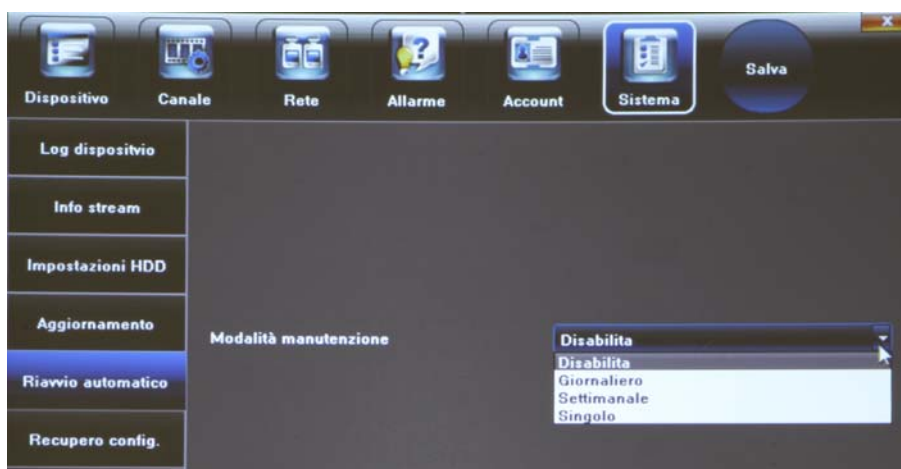 Dispositivo
Canale
Rete
Allarme
Account
Sistema
Salva
x
Log dispositvio
Info stream
Impostazioni HDD
Aggiornamento
Riavvio automatico
Recupero config.
Modalità manutenzione
Disabilita
Disabilita
Giornaliero
Settimanale
Singolo